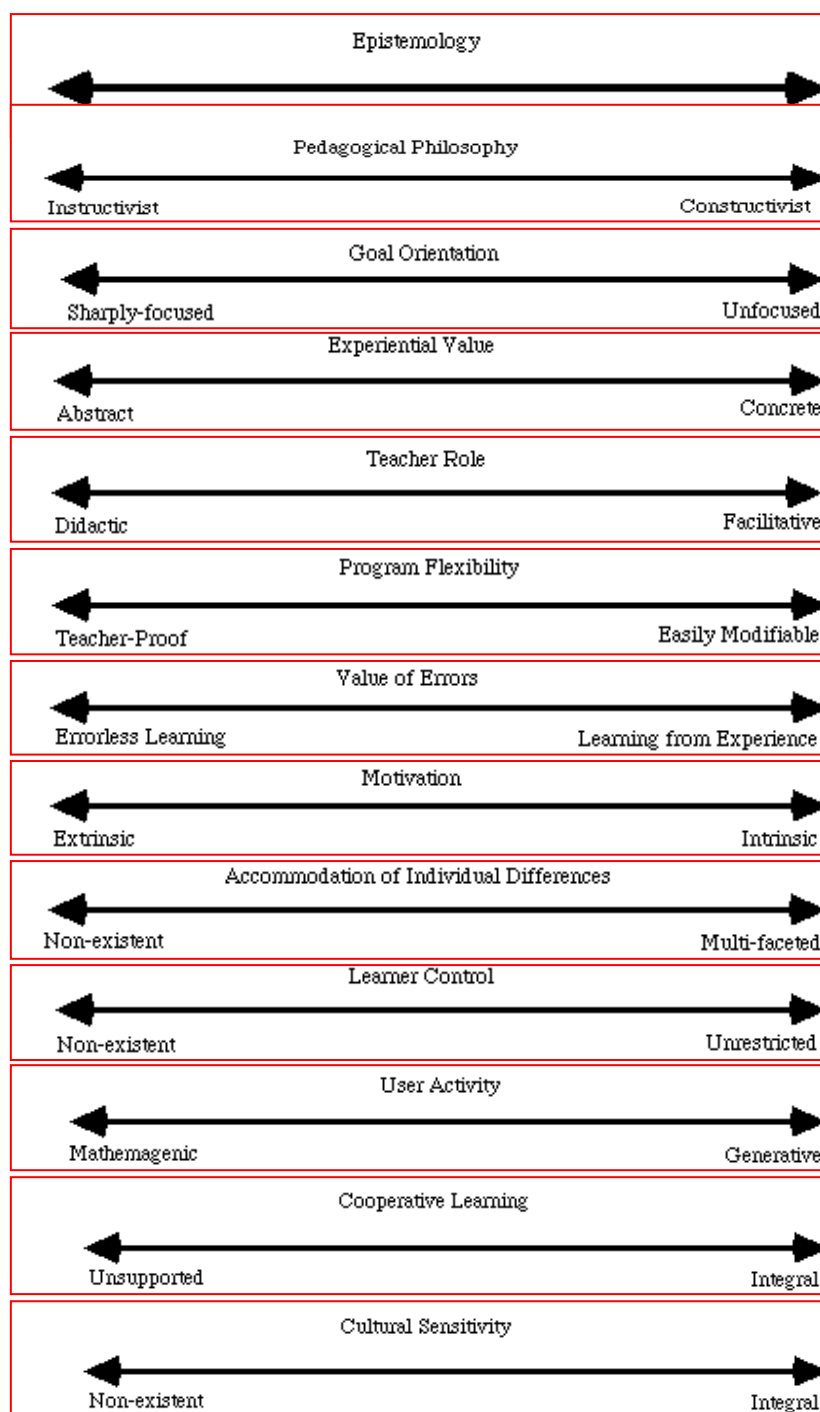 Epistemology
Pedagogical Philosophy
Instructivist Constructivist
Goal Orientation
Sharply-focused Unfocused
Experiential Value
Abstract Concrete
Teacher Role
Didactic Facilitative
Program Flexibility
Teacher-Proof Easily Modifiable
Value of Errors
Errorless Learning Learning from Experience
Motivation
Extrinsic Intrinsic
Accommodation of Individual Differences
Non-existent Multi-faceted
Learner Control
Non-existent Unrestricted
User Activity
Mathemagenic Generative
Cooperative Learning
Unsupported Integral
Cultural Sensitivity
Non-existent Integral